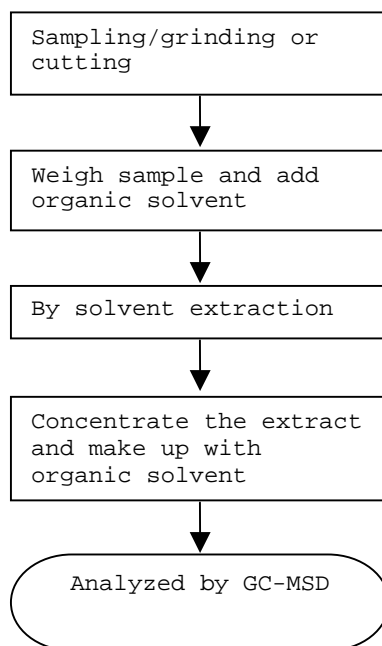 Sampling/grinding or
cutting
Weigh sample and add
organic solvent
By solvent extraction
Concentrate the extract
and make up with
organic solvent
Analyzed by GC-MSD